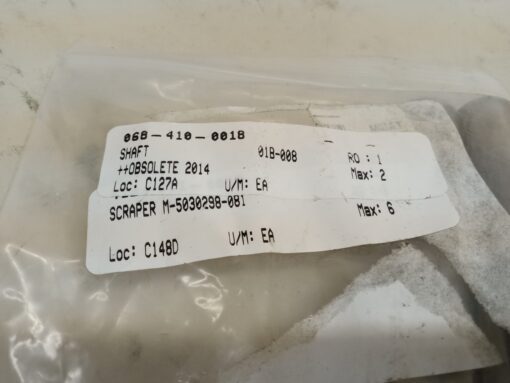 068-410-0018
SHAFT 018-008 RO : 1
++OBSOLETE 2014 Max: 2
Loc: C127A U/M: EA
SCRAPER M-5030298-081 Max: 6
Loc: C148D U/M: EA